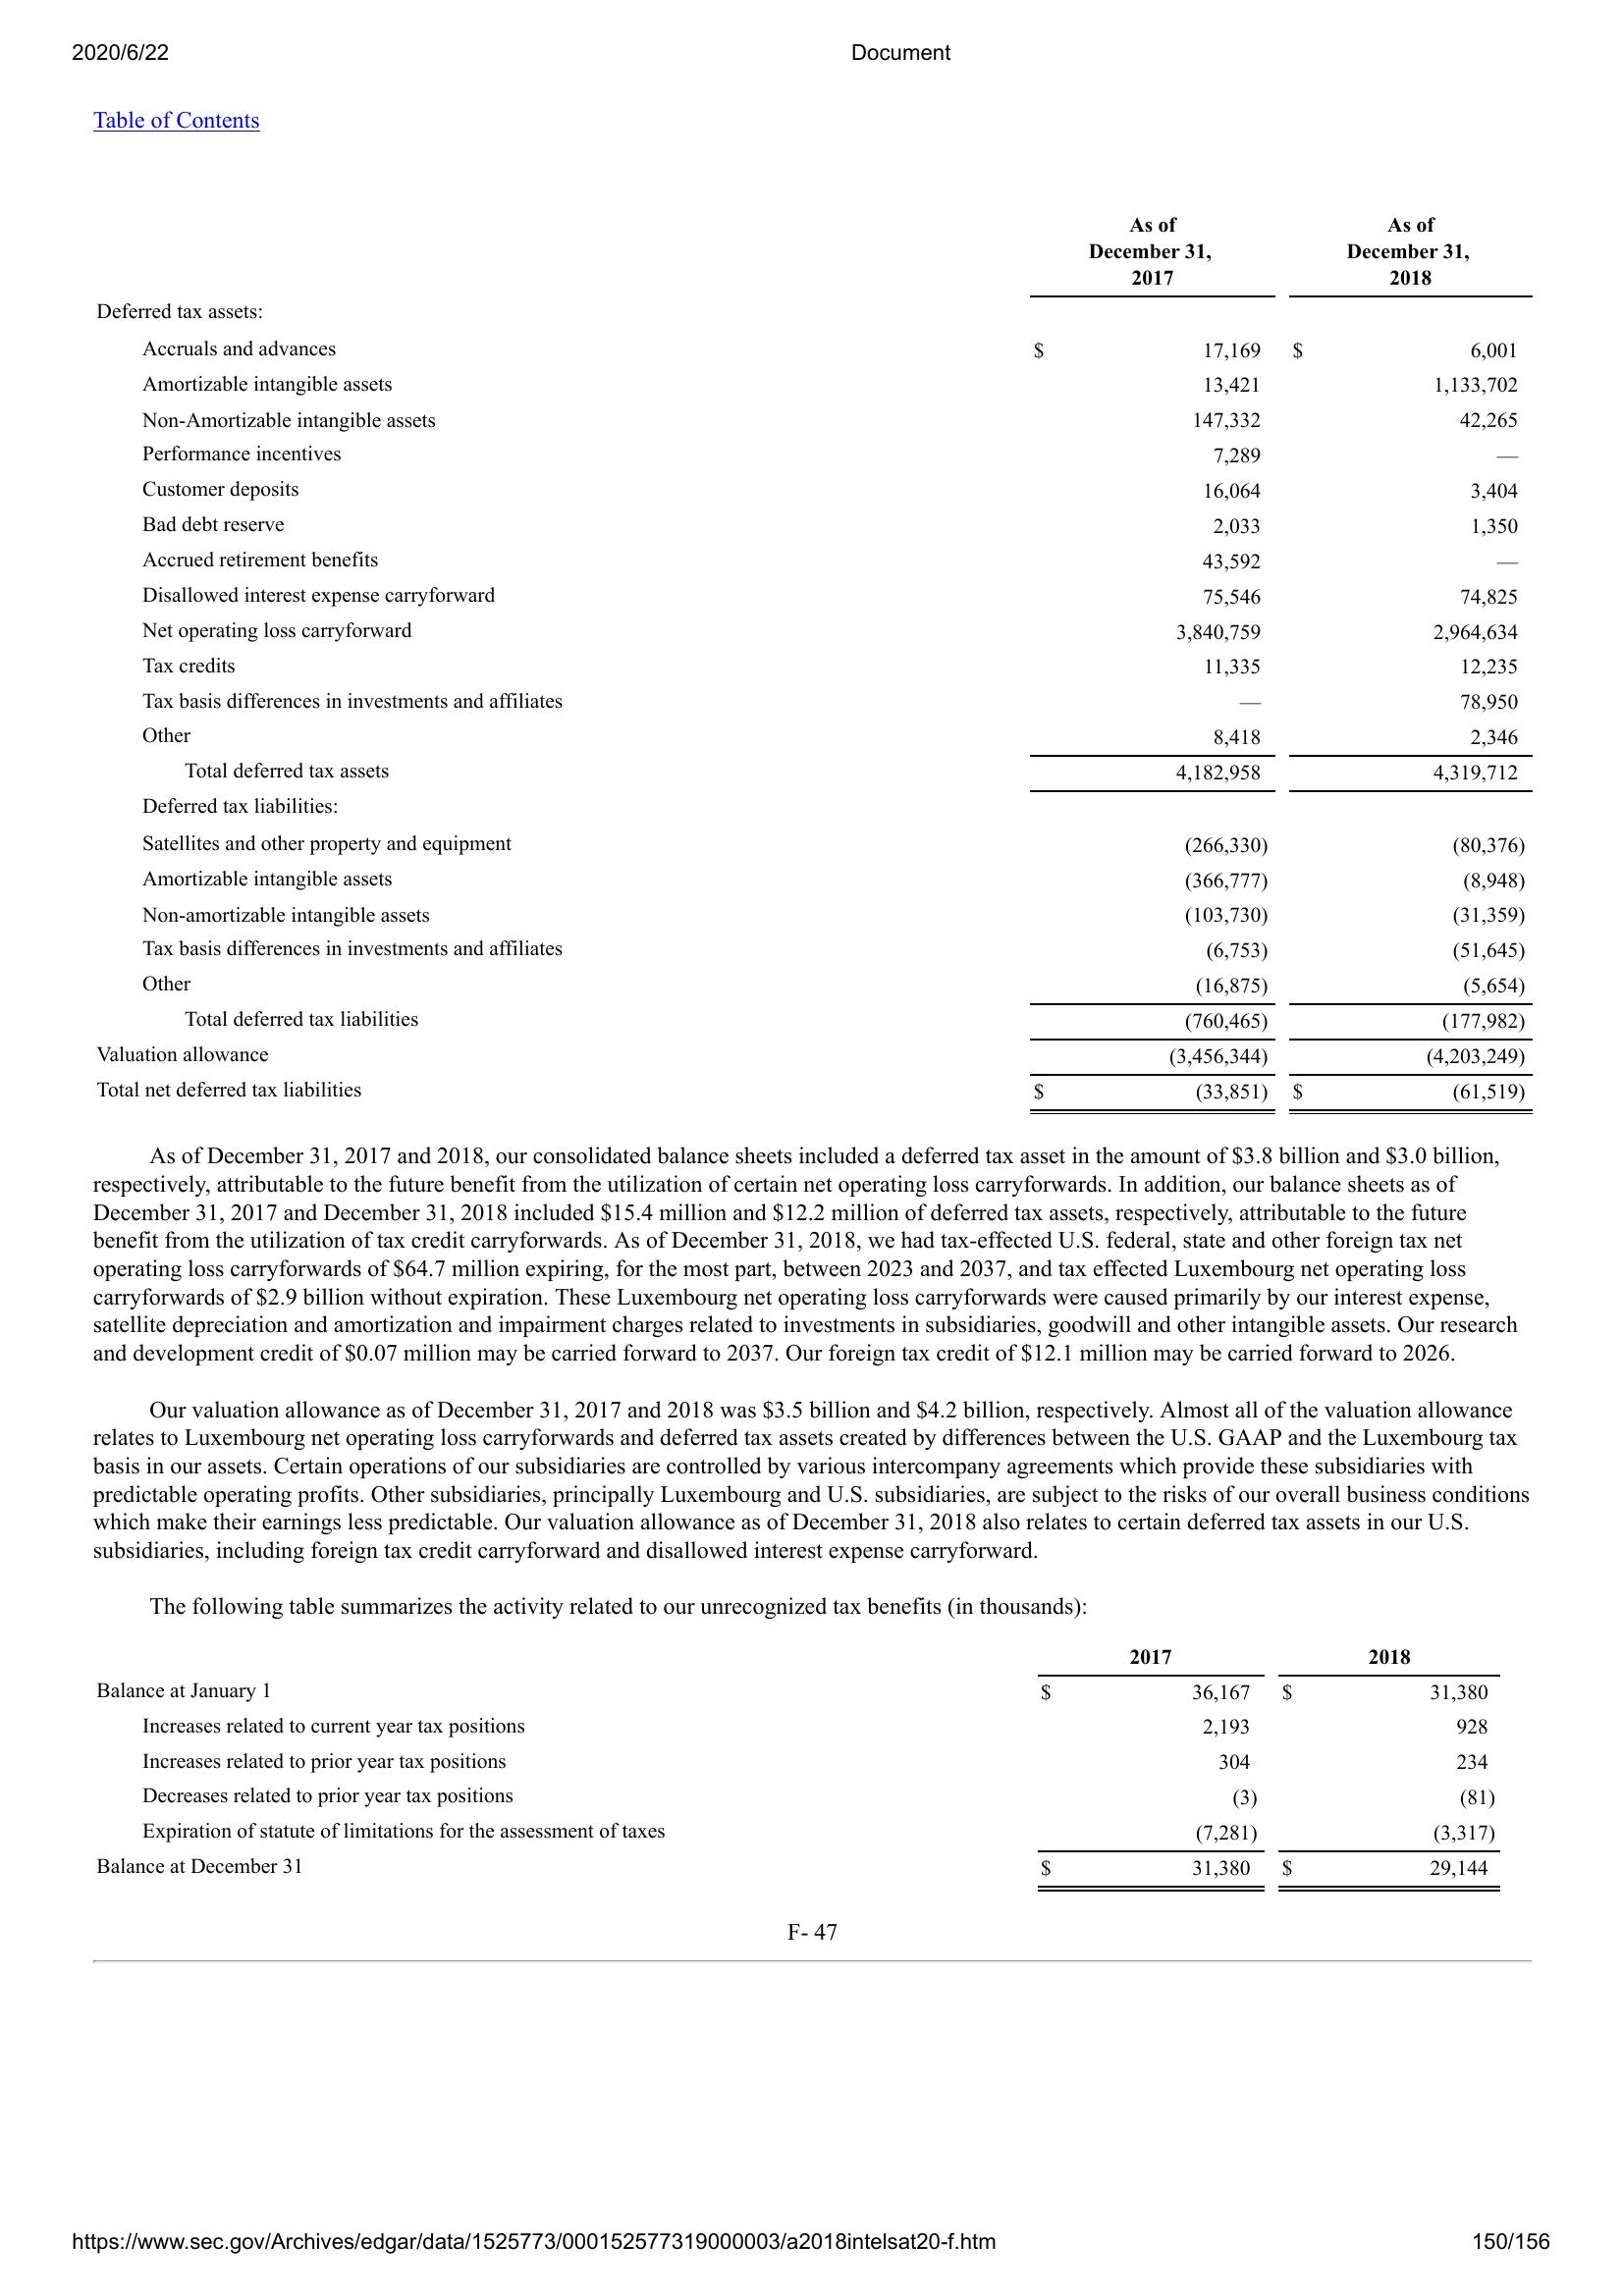 2020/6/22 Document
Table of Contents
As of As of
December 31, December 31,
2017 2018
Deferred tax assets:
Accruals and advances $ 17,169 $ 6,001
Amortizable intangible assets 13,421 1,133,702
Non-Amortizable intangible assets 147,332 42,265
Performance incentives 7,289 —
Customer deposits 16,064 3,404
Bad debt reserve 2,033 1,350
Accrued retirement benefits 43,592 —
Disallowed interest expense carryforward 75,546 74,825
Net operating loss carryforward 3,840,759 2,964,634
Tax credits 11,335 12,235
Tax basis differences in investments and affiliates — 78,950
Other 8,418 2,346
Total deferred tax assets 4,182,958 4,319,712
Deferred tax liabilities:
Satellites and other property and equipment (266,330) (80,376)
Amortizable intangible assets (366,777) (8,948)
Non-amortizable intangible assets (103,730) (31,359)
Tax basis differences in investments and affiliates (6,753) (51,645)
Other (16,875) (5,654)
Total deferred tax liabilities (760,465) (177,982)
Valuation allowance (3,456,344) (4,203,249)
Total net deferred tax liabilities $ (33,851) $ (61,519)
As of December 31, 2017 and 2018, our consolidated balance sheets included a deferred tax asset in the amount of $3.8 billion and $3.0 billion,
respectively, attributable to the future benefit from the utilization of certain net operating loss carryforwards. In addition, our balance sheets as of
December 31, 2017 and December 31, 2018 included $15.4 million and $12.2 million of deferred tax assets, respectively, attributable to the future
benefit from the utilization of tax credit carryforwards. As of December 31, 2018, we had tax-effected U.S. federal, state and other foreign tax net
operating loss carryforwards of $64.7 million expiring, for the most part, between 2023 and 2037, and tax effected Luxembourg net operating loss
carryforwards of $2.9 billion without expiration. These Luxembourg net operating loss carryforwards were caused primarily by our interest expense,
satellite depreciation and amortization and impairment charges related to investments in subsidiaries, goodwill and other intangible assets. Our research
and development credit of $0.07 million may be carried forward to 2037. Our foreign tax credit of $12.1 million may be carried forward to 2026.
Our valuation allowance as of December 31, 2017 and 2018 was $3.5 billion and $4.2 billion, respectively. Almost all of the valuation allowance
relates to Luxembourg net operating loss carryforwards and deferred tax assets created by differences between the U.S. GAAP and the Luxembourg tax
basis in our assets. Certain operations of our subsidiaries are controlled by various intercompany agreements which provide these subsidiaries with
predictable operating profits. Other subsidiaries, principally Luxembourg and U.S. subsidiaries, are subject to the risks of our overall business conditions
which make their earnings less predictable. Our valuation allowance as of December 31, 2018 also relates to certain deferred tax assets in our U.S.
subsidiaries, including foreign tax credit carryforward and disallowed interest expense carryforward.
The following table summarizes the activity related to our unrecognized tax benefits (in thousands):
2017 2018
Balance at January 1 $ 36,167 $ 31,380
Increases related to current year tax positions 2,193 928
Increases related to prior year tax positions 304 234
Decreases related to prior year tax positions (3) (81)
Expiration of statute of limitations for the assessment of taxes (7,281) (3,317)
Balance at December 31 $ 31,380 $ 29,144
F- 47
https://www.sec.gov/Archives/edgar/data/1525773/000152577319000003/a2018intelsat20-f.htm 150/156